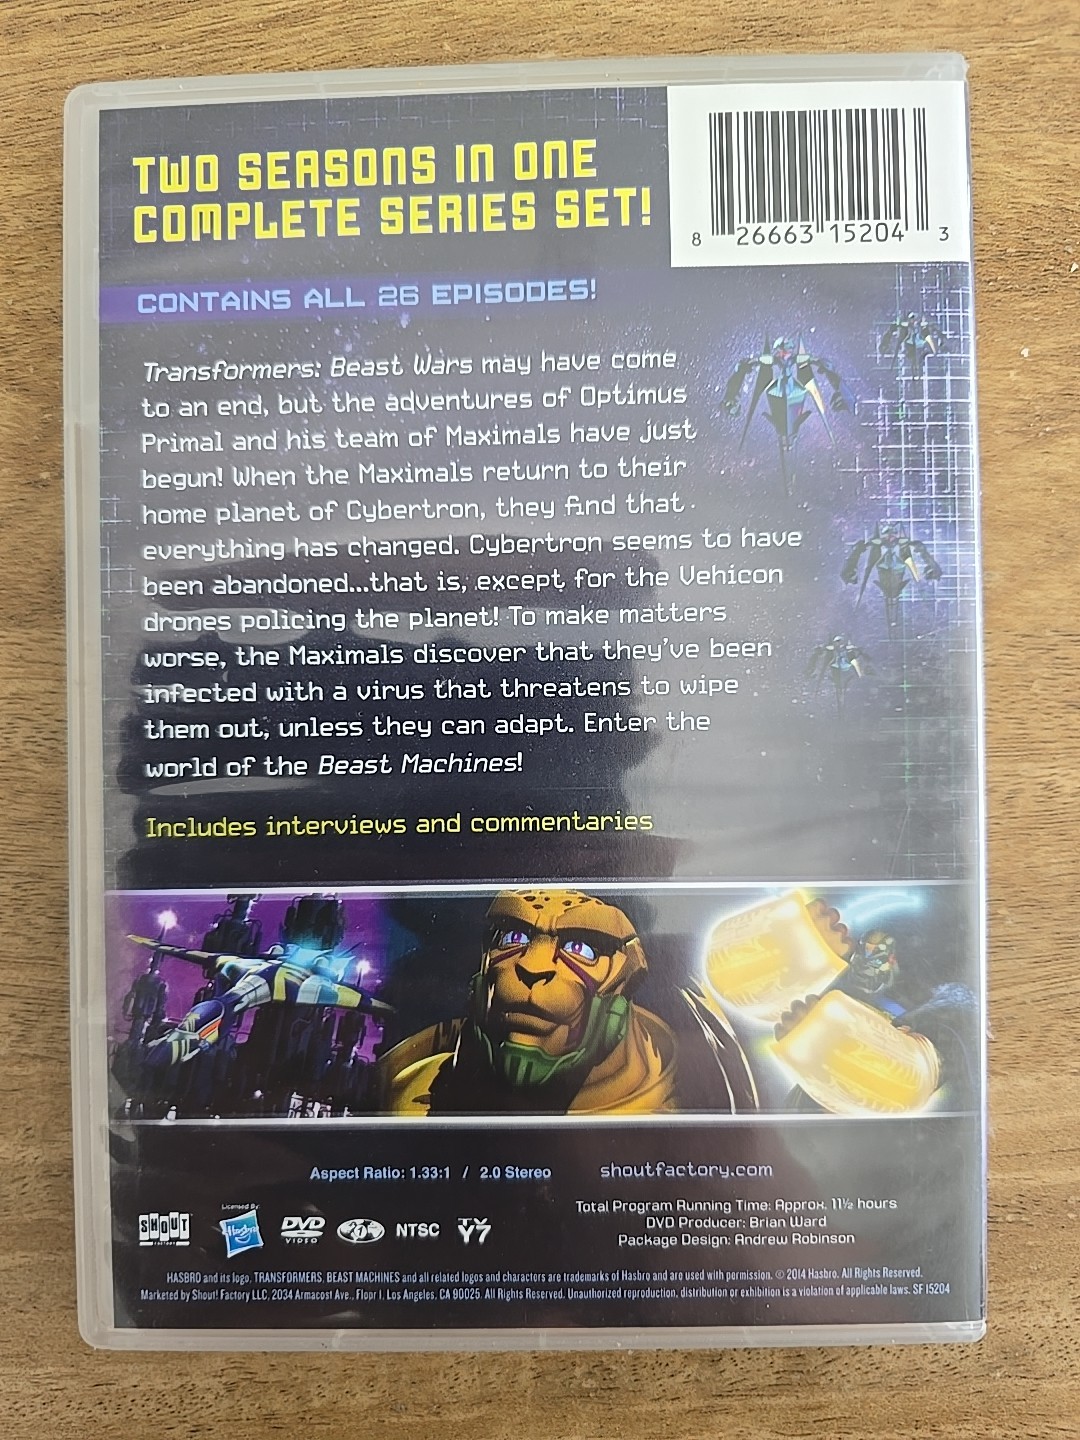 TWO SEASONS IN ONE
COMPLETE SERIES SET!
8 26663 15204 3
CONTAINS ALL 26 EPISODES!
Transformers: Beast Wars may have come
to an end, but the adventures of Optimus
Primal and his team of Maximals have just
begun! When the Maximals return to their
home planet of Cybertron, they find that
everything has changed. Cybertron seems to have
been abandoned...that is, except for the Vehicon
drones policing the planet! To make matters
worse, the Maximals discover that they've been
infected with a virus that threatens to wipe
them out, unless they can adapt. Enter the
world of the Beast Machines!
Includes interviews and commentaries
Aspect Ratio: 1.33:1 / 2.0 Stereo
shoutfactory.com
Total Program Running Time: Approx. 11½ hours
DVD Producer: Brian Ward
Package Design: Andrew Robinson
SHOUT
FACTORY
Licensed By:
Hasbro
DVD
VIDEO
NTSC
TV
Y7
HASBRO and its logo, TRANSFORMERS, BEAST MACHINES and all related logos and characters are trademarks of Hasbro and are used with permission. © 2014 Hasbro. All Rights Reserved.
Marketed by Shout! Factory LLC, 2034 Armacost Ave., Floor 1, Los Angeles, CA 90025. All Rights Reserved. Unauthorized reproduction, distribution or exhibition is a violation of applicable laws. SF 15204